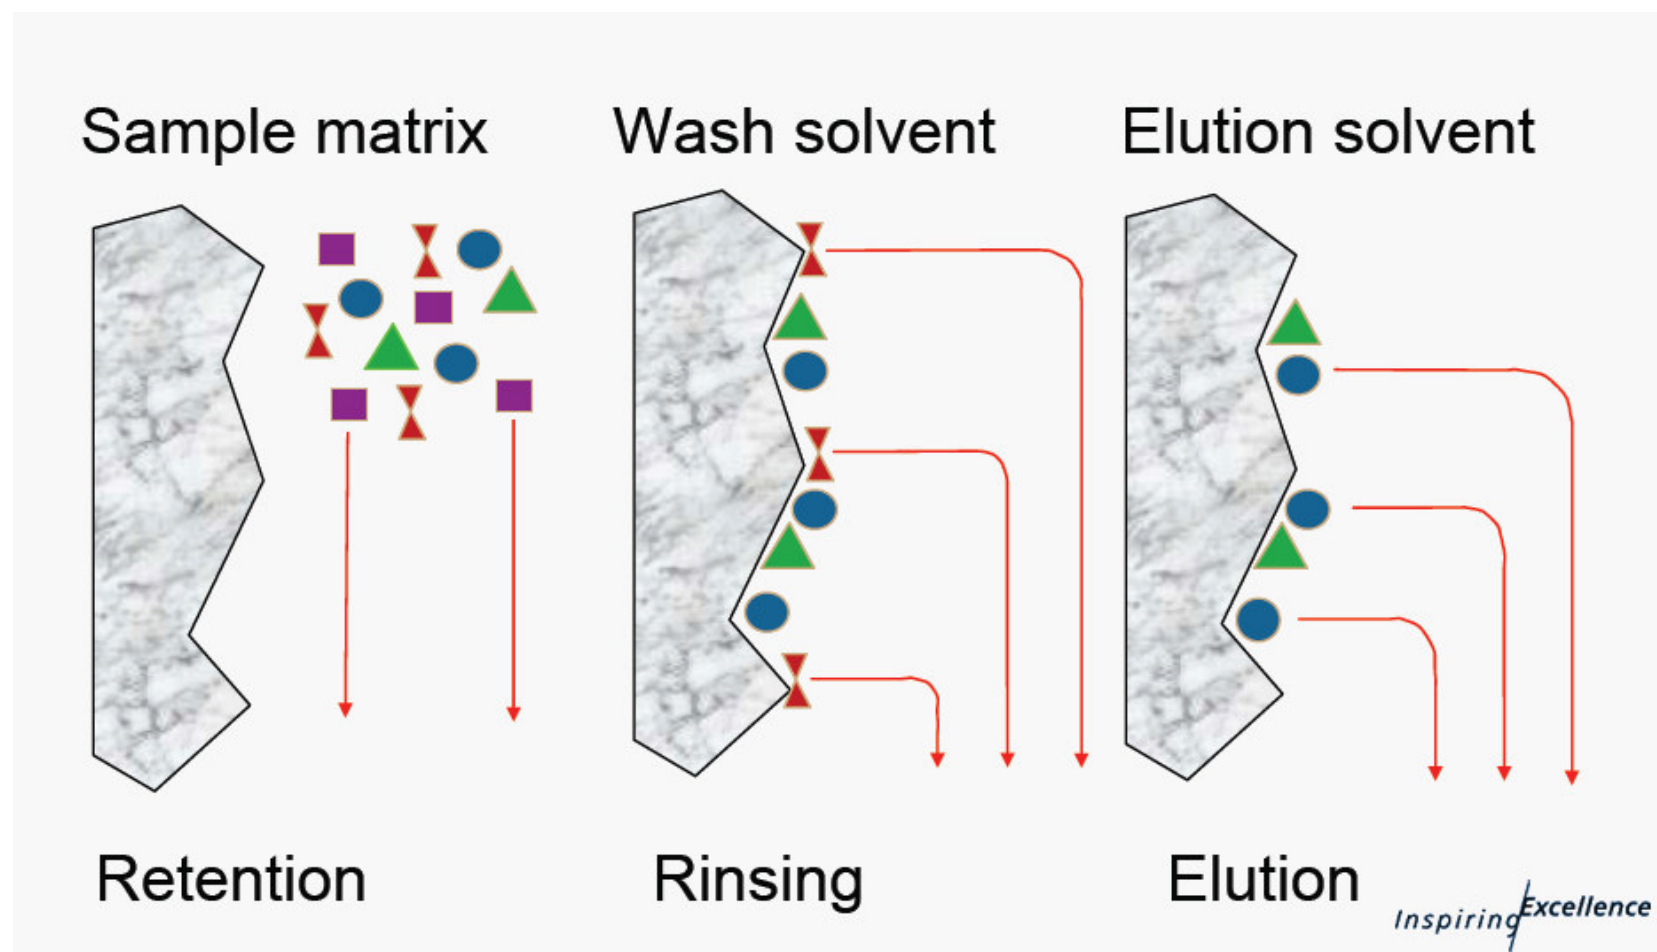 Sample matrix
Wash solvent
Elution solvent
Retention
Rinsing
Elution
Inspiring Excellence